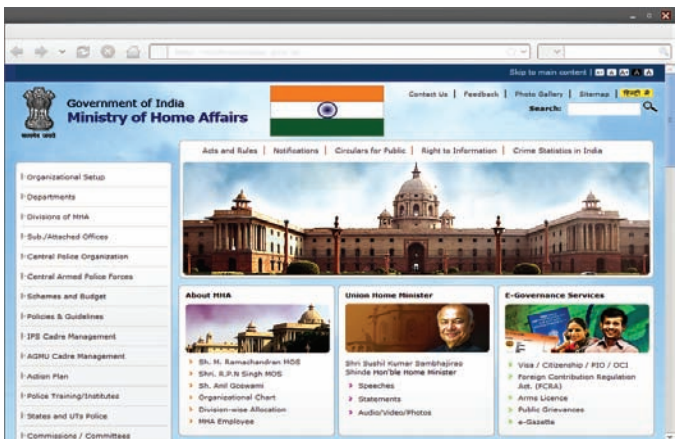 Skip to main content | A- A A+ A A
Contact Us | Feedback | Photo Gallery | Sitemap | हिन्दी में
Search:
Government of India
Ministry of Home Affairs
सत्यमेव जयते
Acts and Rules | Notifications | Circulars for Public | Right to Information | Crime Statistics in India
Organizational Setup
Departments
Divisions of MHA
Sub./Attached Offices
Central Police Organization
Central Armed Police Forces
Schemes and Budget
Policies & Guidelines
IPS Cadre Management
AGMU Cadre Management
Action Plan
Police Training/Institutes
States and UTs Police
Commissions / Committees
About MHA
Sh. M. Ramachandran MOS
Shri. R.P.N Singh MOS
Sh. Anil Goswami
Organizational Chart
Division-wise Allocation
MHA Employee
Union Home Minister
Shri Sushil Kumar Sambhajirao
Shinde Hon'ble Home Minister
Speeches
Statements
Audio/Video/Photos
E-Governance Services
Visa / Citizenship / PIO / OCI
Foreign Contribution Regulation
Act. (FCRA)
Arms Licence
Public Grievances
e-Gazette